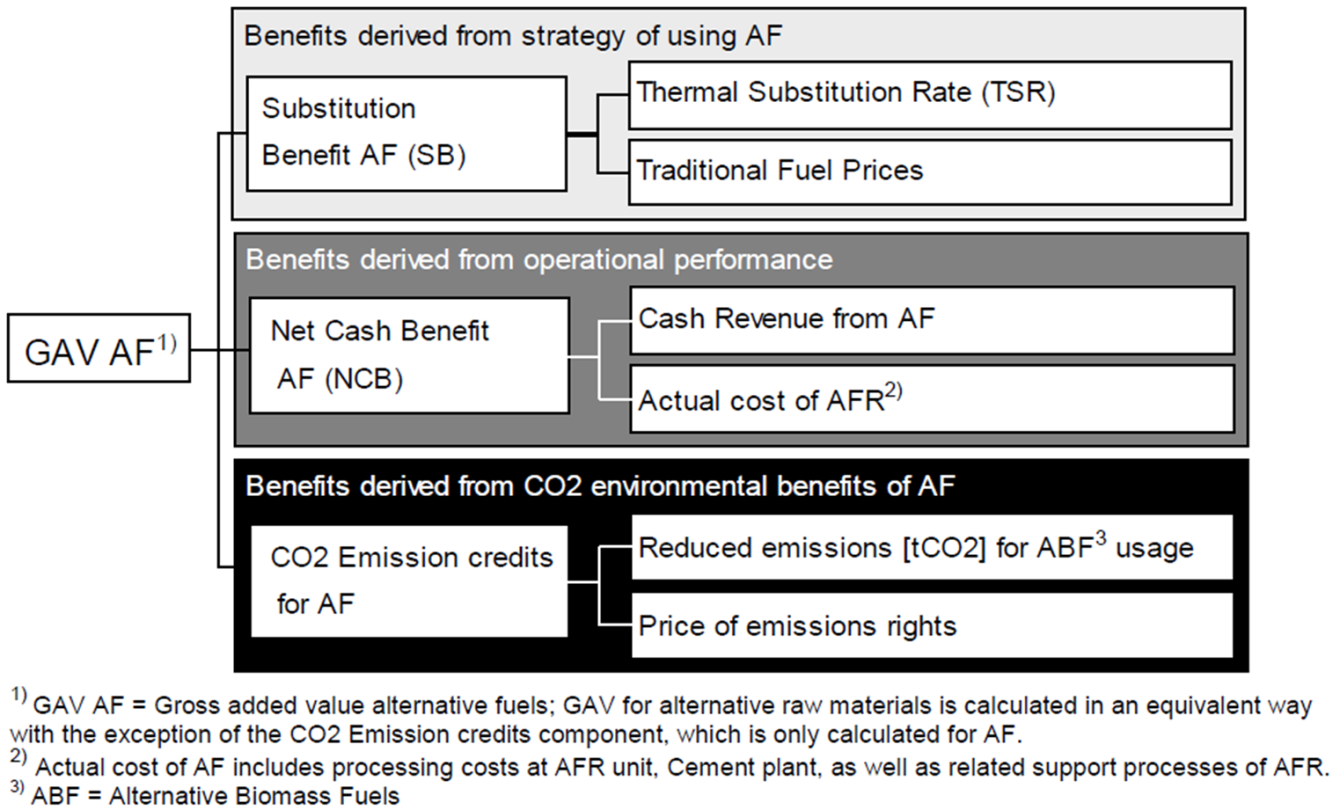 Benefits derived from strategy of using AF
Substitution
Benefit AF (SB)
Thermal Substitution Rate (TSR)
Traditional Fuel Prices
Benefits derived from operational performance
GAV AF1)
Net Cash Benefit
AF (NCB)
Cash Revenue from AF
Actual cost of AFR2)
Benefits derived from CO2 environmental benefits of AF
CO2 Emission credits
for AF
Reduced emissions [tCO2] for ABF3 usage
Price of emissions rights
1) GAV AF = Gross added value alternative fuels; GAV for alternative raw materials is calculated in an equivalent way
with the exception of the CO2 Emission credits component, which is only calculated for AF.
2) Actual cost of AF includes processing costs at AFR unit, Cement plant, as well as related support processes of AFR.
3) ABF = Alternative Biomass Fuels